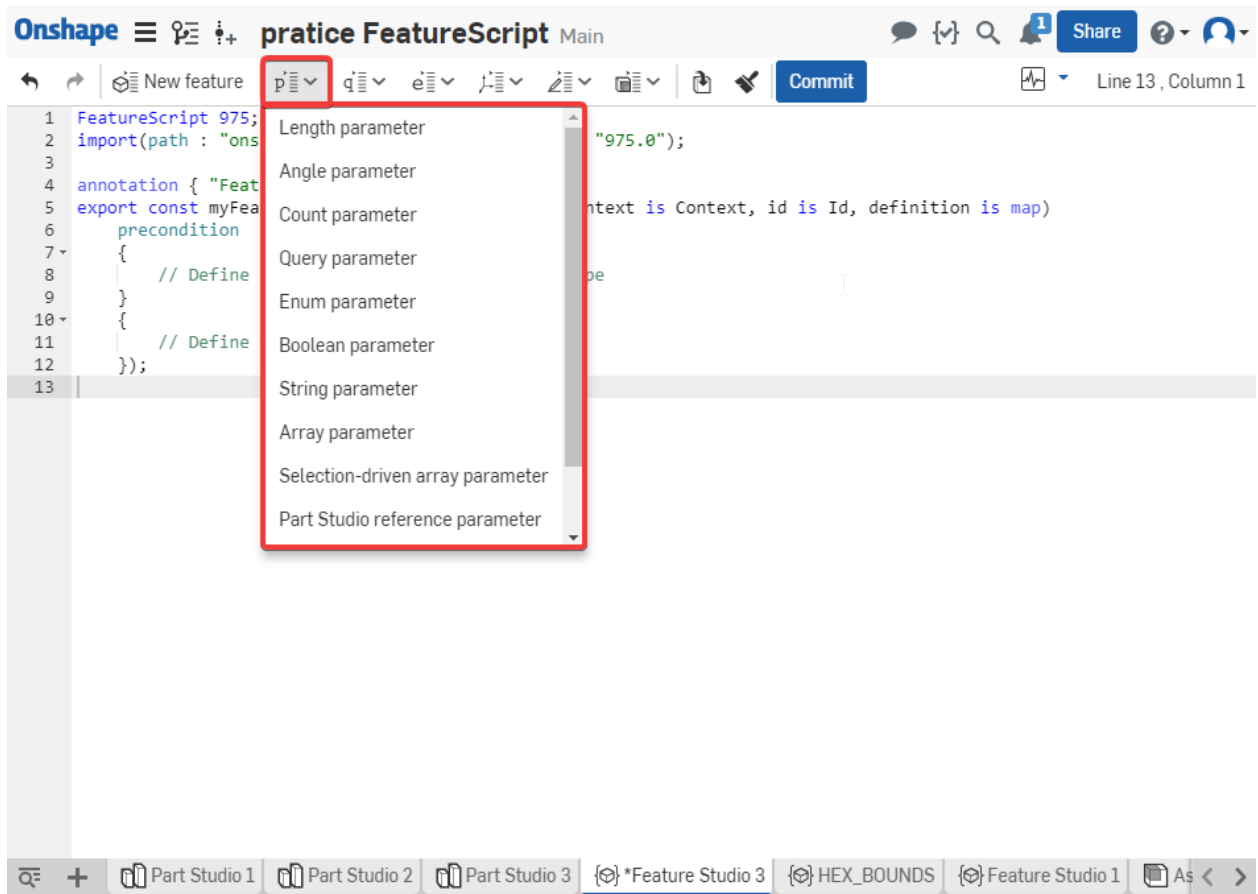 Onshape pratice FeatureScript Main 1 Share
New feature p q e Commit Line 13 , Column 1
1 FeatureScript 975;
2 import(path : "ons "975.0");
3
4 annotation { "Feat
5 export const myFea ntext is Context, id is Id, definition is map)
6 precondition
7 {
8 // Define be
9 }
10 {
11 // Define
12 });
13
Length parameter
Angle parameter
Count parameter
Query parameter
Enum parameter
Boolean parameter
String parameter
Array parameter
Selection-driven array parameter
Part Studio reference parameter
Part Studio 1 Part Studio 2 Part Studio 3 *Feature Studio 3 HEX_BOUNDS Feature Studio 1 As